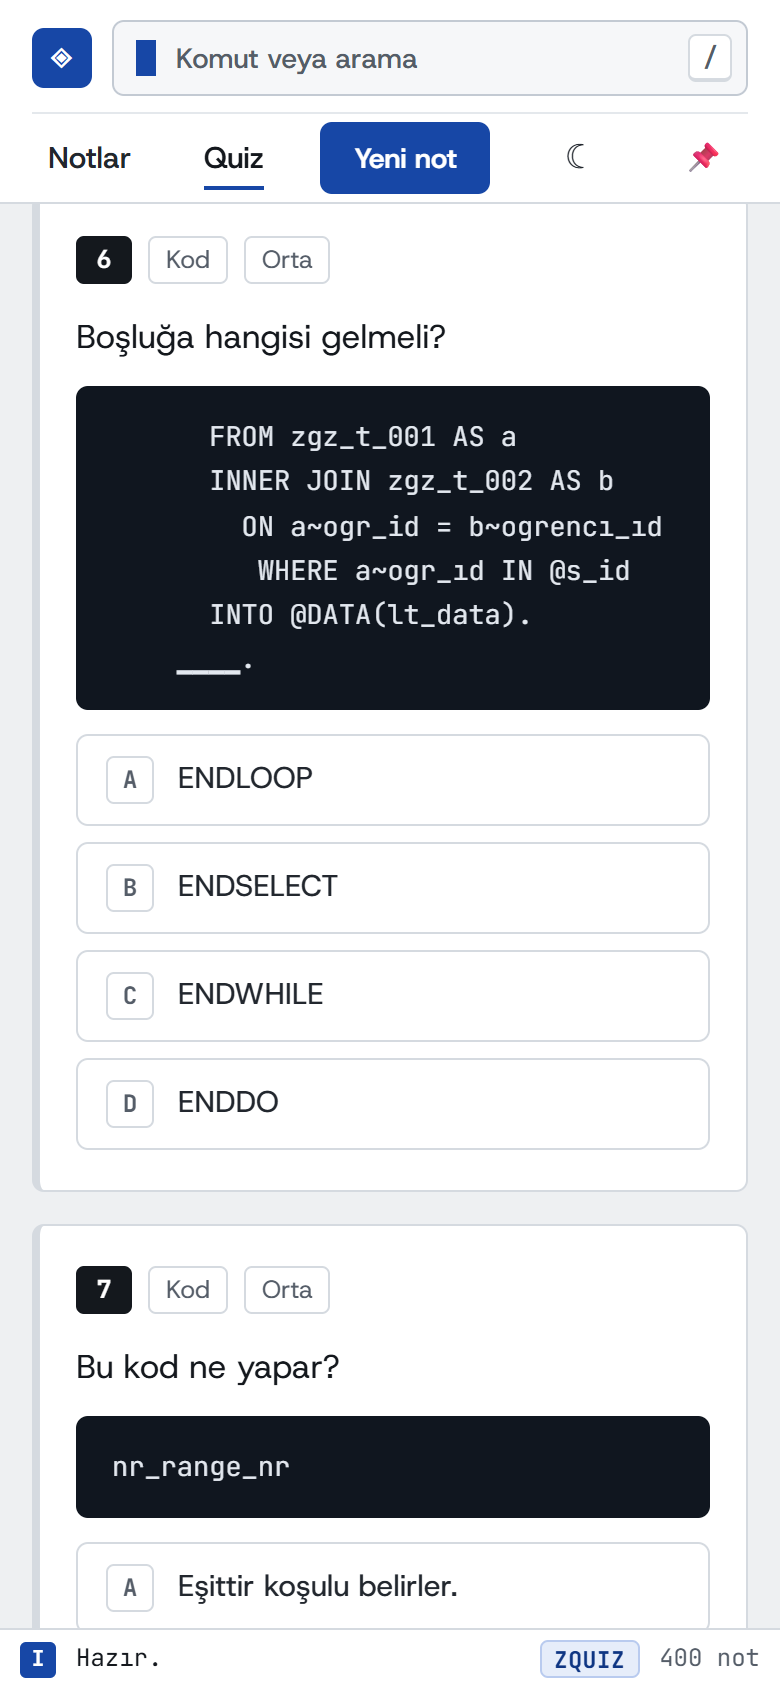 Komut veya arama
/
Notlar
Quiz
Yeni not
6
Kod
Orta
Boşluğa hangisi gelmeli?
FROM zgz_t_001 AS a
INNER JOIN zgz_t_002 AS b
ON a~ogr_id = b~ogrencı_ıd
WHERE a~ogr_ıd IN @s_id
INTO @DATA(lt_data).
____.
A ENDLOOP
B ENDSELECT
C ENDWHILE
D ENDDO
7
Kod
Orta
Bu kod ne yapar?
nr_range_nr
A Eşittir koşulu belirler.
I Hazır.
ZQUIZ
400 not